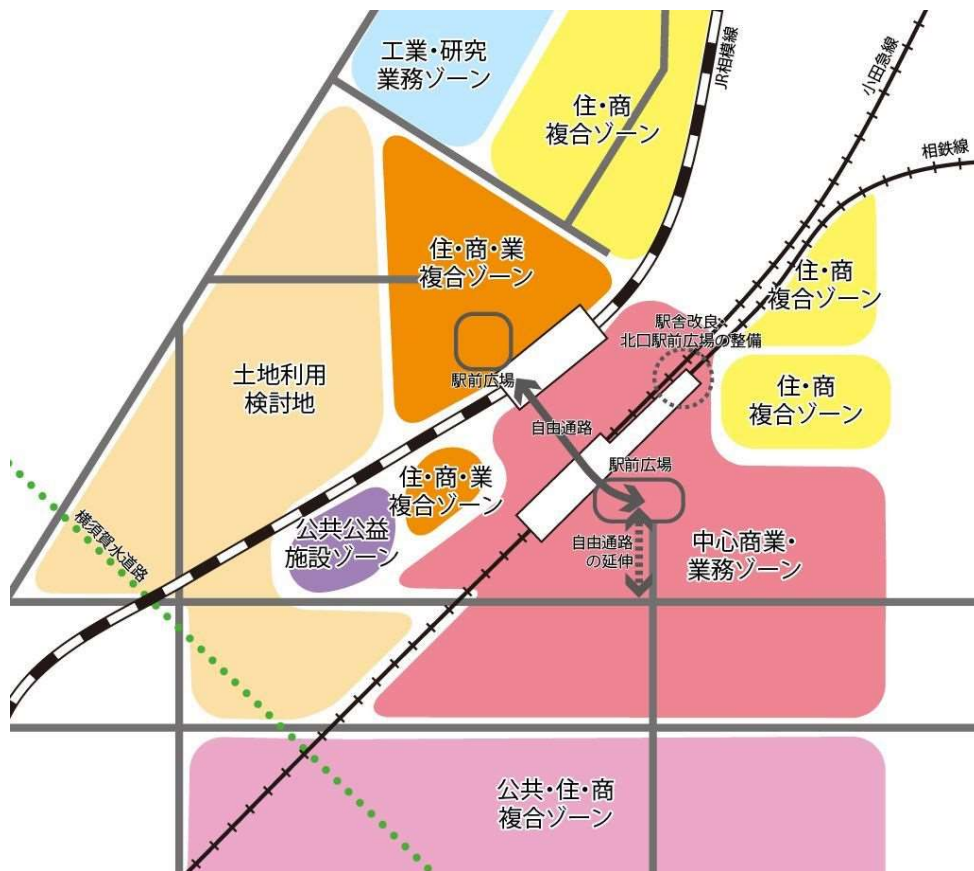 工業・研究
業務ゾーン
住・商
複合ゾーン
JR相模線
小田急線
相鉄線
住・商・業
複合ゾーン
住・商
複合ゾーン
駅舎改良・
北口駅前広場の整備
駅前広場
土地利用
検討地
住・商
複合ゾーン
自由通路
駅前広場
住・商・業
複合ゾーン
公共公益
施設ゾーン
横須賀水道路
自由通路
の延伸
中心商業・
業務ゾーン
公共・住・商
複合ゾーン